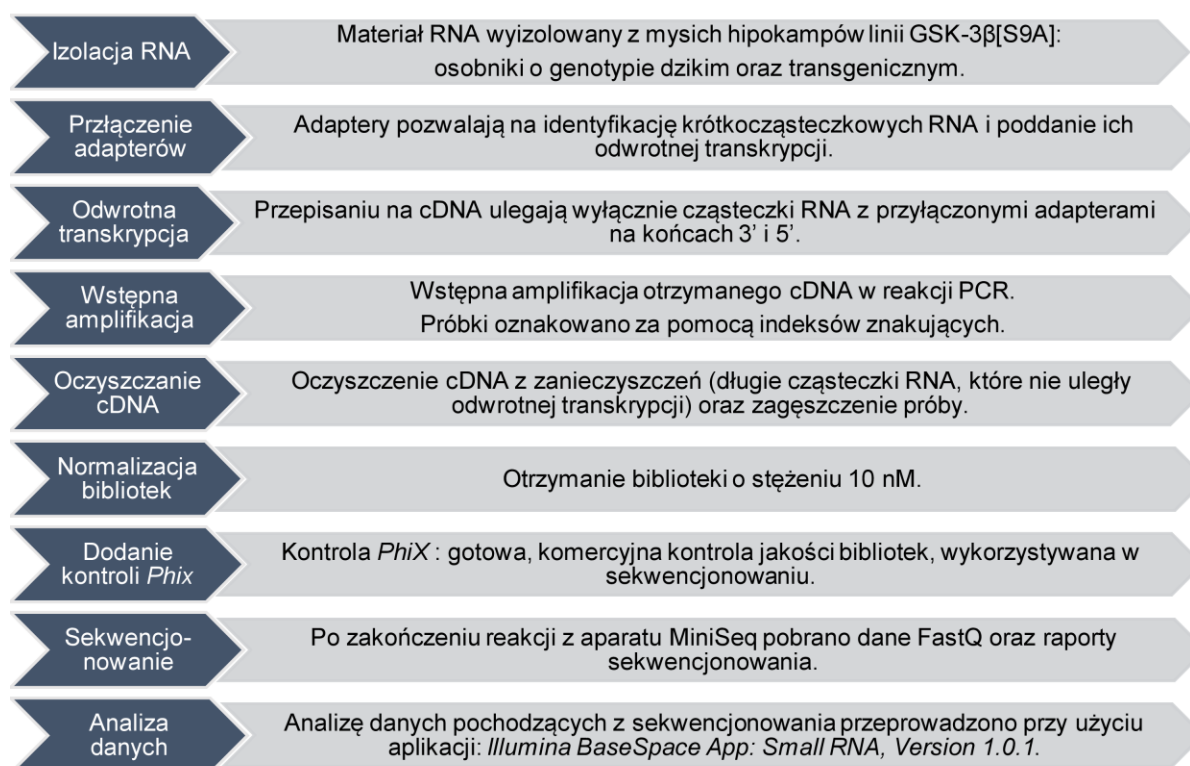 Izolacja RNA
Materiał RNA wyizolowany z mysich hipokampów linii GSK-3β[S9A]:
osobniki o genotypie dzikim oraz transgenicznym.
Przłączenie
adapterów
Adaptery pozwalają na identyfikację krótkocząsteczkowych RNA i poddanie ich
odwrotnej transkrypcji.
Odwrotna
transkrypcja
Przepisaniu na cDNA ulegają wyłącznie cząsteczki RNA z przyłączonymi adapterami
na końcach 3’ i 5’.
Wstępna
amplifikacja
Wstępna amplifikacja otrzymanego cDNA w reakcji PCR.
Próbki oznakowano za pomocą indeksów znakujących.
Oczyszczanie
cDNA
Oczyszczenie cDNA z zanieczyszczeń (długie cząsteczki RNA, które nie uległy
odwrotnej transkrypcji) oraz zagęszczenie próby.
Normalizacja
bibliotek
Otrzymanie biblioteki o stężeniu 10 nM.
Dodanie
kontroli Phix
Kontrola PhiX : gotowa, komercyjna kontrola jakości bibliotek, wykorzystywana w
sekwencjonowaniu.
Sekwencjo-
nowanie
Po zakończeniu reakcji z aparatu MiniSeq pobrano dane FastQ oraz raporty
sekwencjonowania.
Analiza
danych
Analizę danych pochodzących z sekwencjonowania przeprowadzono przy użyciu
aplikacji: Illumina BaseSpace App: Small RNA, Version 1.0.1.